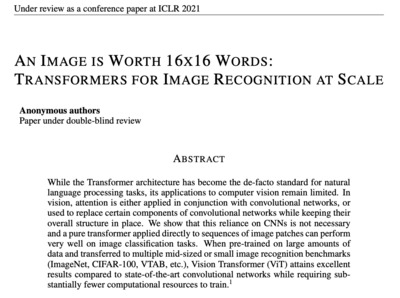 Under review as a conference paper at ICLR 2021
AN IMAGE IS WORTH 16X16 WORDS:
TRANSFORMERS FOR IMAGE RECOGNITION AT SCALE
Anonymous authors
Paper under double-blind review
ABSTRACT
While the Transformer architecture has become the de-facto standard for natural
language processing tasks, its applications to computer vision remain limited. In
vision, attention is either applied in conjunction with convolutional networks, or
used to replace certain components of convolutional networks while keeping their
overall structure in place. We show that this reliance on CNNs is not necessary
and a pure transformer applied directly to sequences of image patches can perform
very well on image classification tasks. When pre-trained on large amounts of
data and transferred to multiple mid-sized or small image recognition benchmarks
(ImageNet, CIFAR-100, VTAB, etc.), Vision Transformer (ViT) attains excellent
results compared to state-of-the-art convolutional networks while requiring sub-
stantially fewer computational resources to train.¹